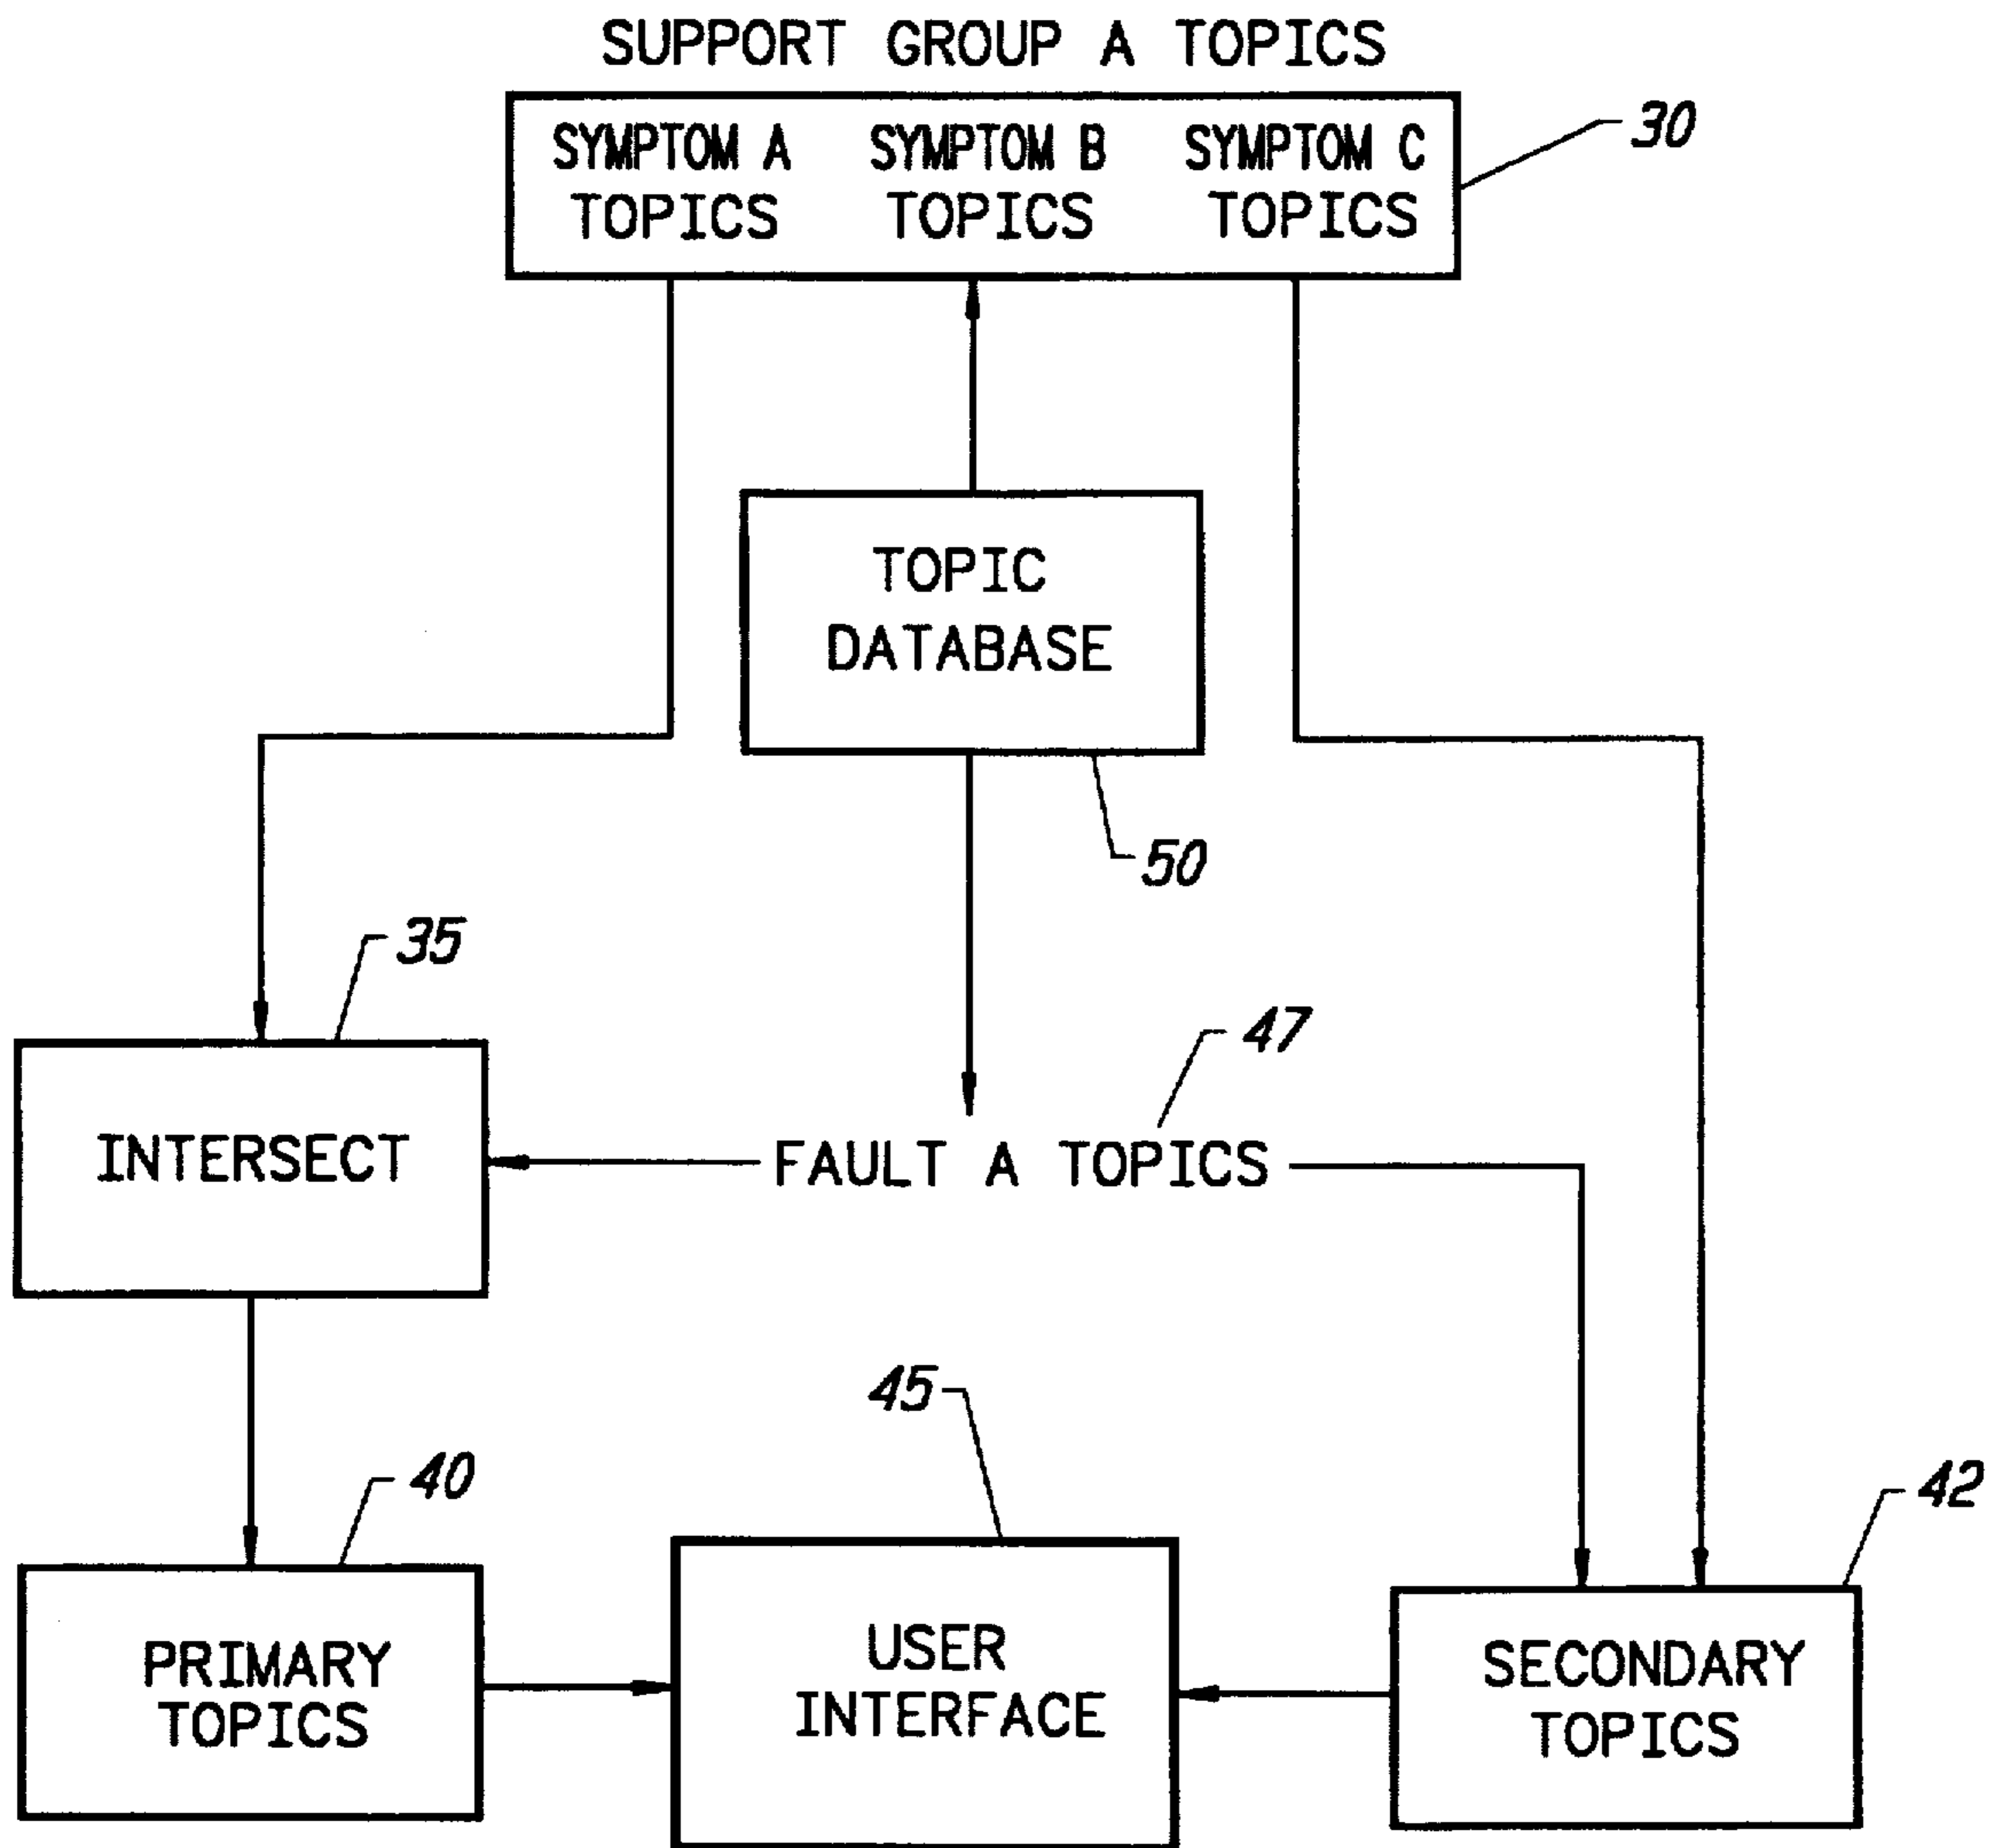 SUPPORT GROUP A TOPICS
SYMPTOM A SYMPTOM B SYMPTOM C
TOPICS TOPICS TOPICS
30
TOPIC
DATABASE
50
35
47
INTERSECT
FAULT A TOPICS
45
40
42
PRIMARY
TOPICS
USER
INTERFACE
SECONDARY
TOPICS